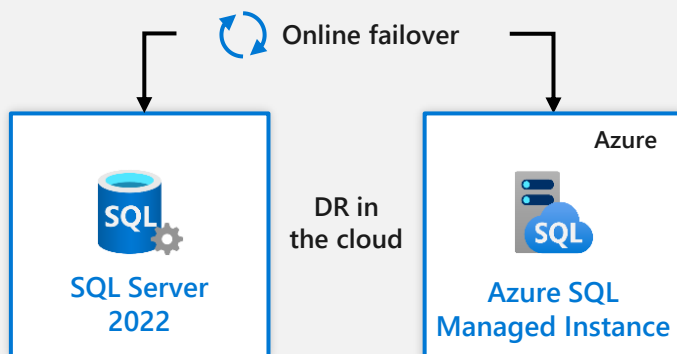 Online failover
Azure
SQL
SQL
DR in
the cloud
SQL Server
2022
Azure SQL
Managed Instance